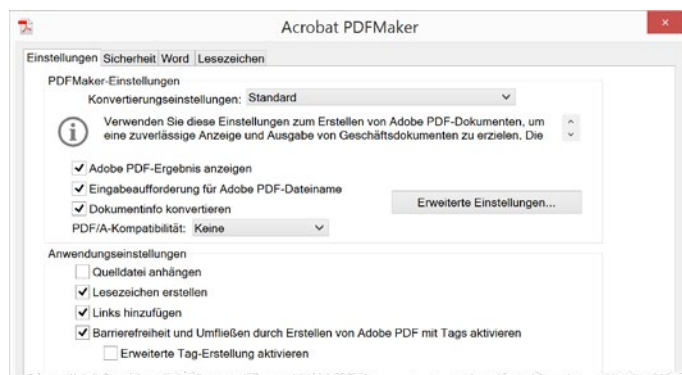 Acrobat PDFMaker
Einstellungen Sicherheit Word Lesezeichen
PDFMaker-Einstellungen
Konvertierungseinstellungen: Standard
Verwenden Sie diese Einstellungen zum Erstellen von Adobe PDF-Dokumenten, um
eine zuverlässige Anzeige und Ausgabe von Geschäftsdokumenten zu erzielen. Die
Adobe PDF-Ergebnis anzeigen
Eingabeaufforderung für Adobe PDF-Dateiname
Dokumentinfo konvertieren
Erweiterte Einstellungen...
PDF/A-Kompatibilität: Keine
Anwendungseinstellungen
Quelldatei anhängen
Lesezeichen erstellen
Links hinzufügen
Barrierefreiheit und Umfließen durch Erstellen von Adobe PDF mit Tags aktivieren
Erweiterte Tag-Erstellung aktivieren